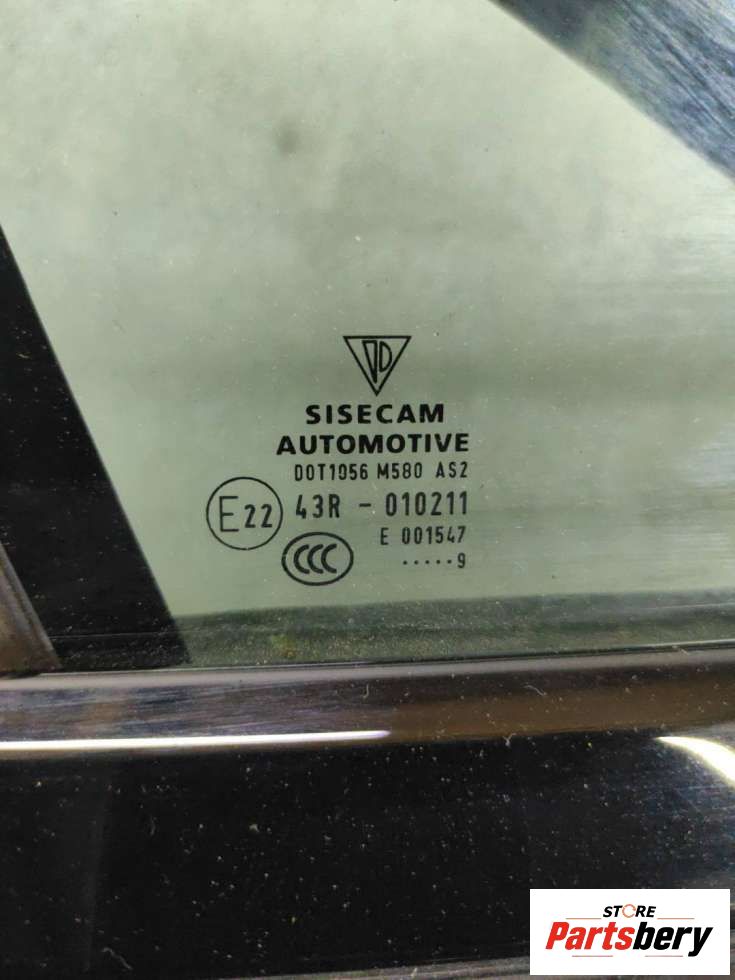 SISECAM
AUTOMOTIVE
DOT1056 M580 AS2
E22 43R - 010211
E 001547
CCC
.....9
STORE
Partsbery